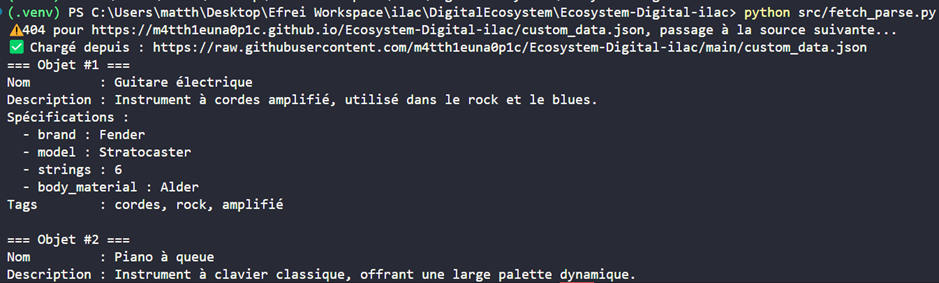 (.venv) PS C:\Users\matth\Desktop\Efrei Workspace\ilac\DigitalEcosystem\Ecosystem-Digital-ilac> python src/fetch_parse.py
⚠404 pour https://m4tth1euna0p1c.github.io/Ecosystem-Digital-ilac/custom_data.json, passage à la source suivante...
✅ Chargé depuis : https://raw.githubusercontent.com/m4tth1euna0p1c/Ecosystem-Digital-ilac/main/custom_data.json
=== Objet #1 ===
Nom         : Guitare électrique
Description : Instrument à cordes amplifié, utilisé dans le rock et le blues.
Spécifications :
  - brand : Fender
  - model : Stratocaster
  - strings : 6
  - body_material : Alder
Tags        : cordes, rock, amplifié

=== Objet #2 ===
Nom         : Piano à queue
Description : Instrument à clavier classique, offrant une large palette dynamique.